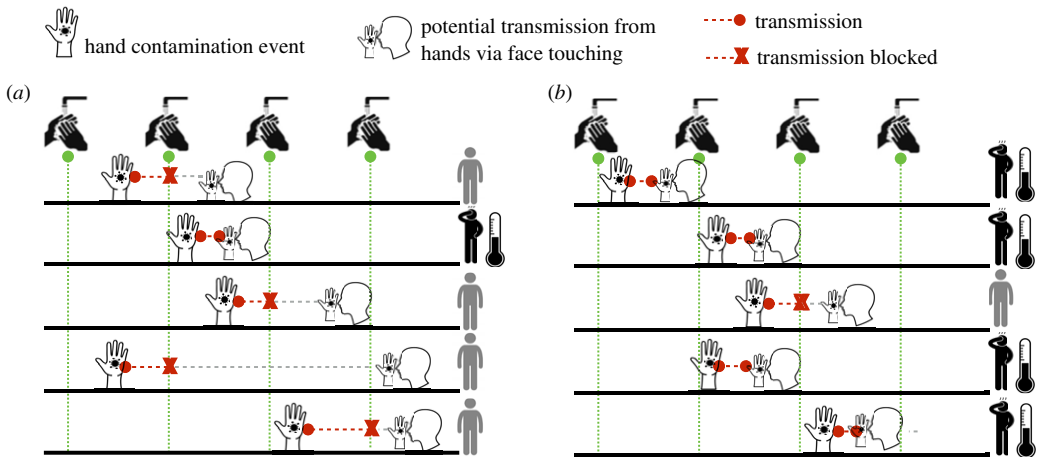 hand contamination event
potential transmission from
hands via face touching
transmission
transmission blocked
(a)
(b)